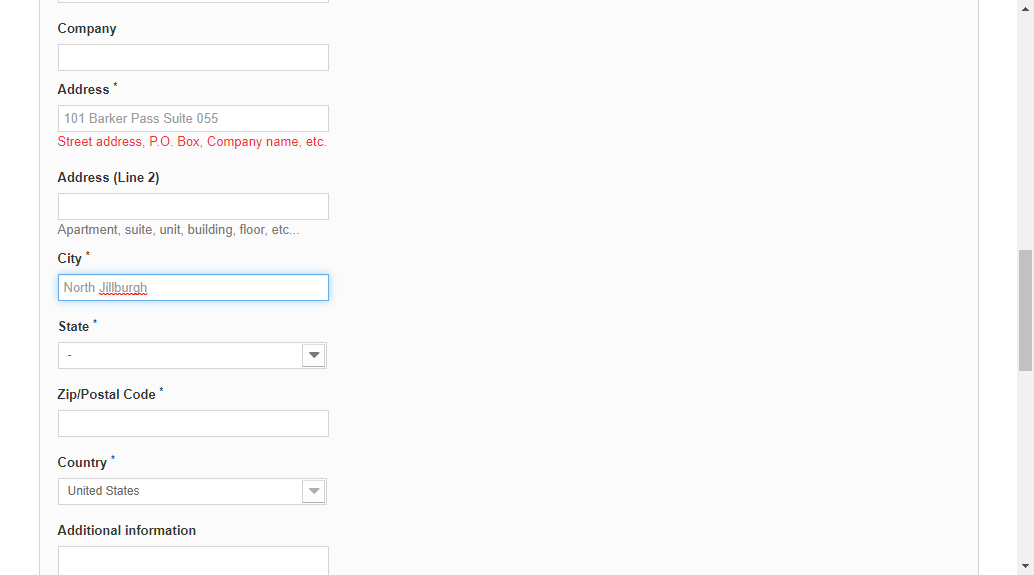 Company
Address *
101 Barker Pass Suite 055
Street address, P.O. Box, Company name, etc.
Address (Line 2)
Apartment, suite, unit, building, floor, etc...
City *
North Jillburgh
State *
-
Zip/Postal Code *
Country *
United States
Additional information